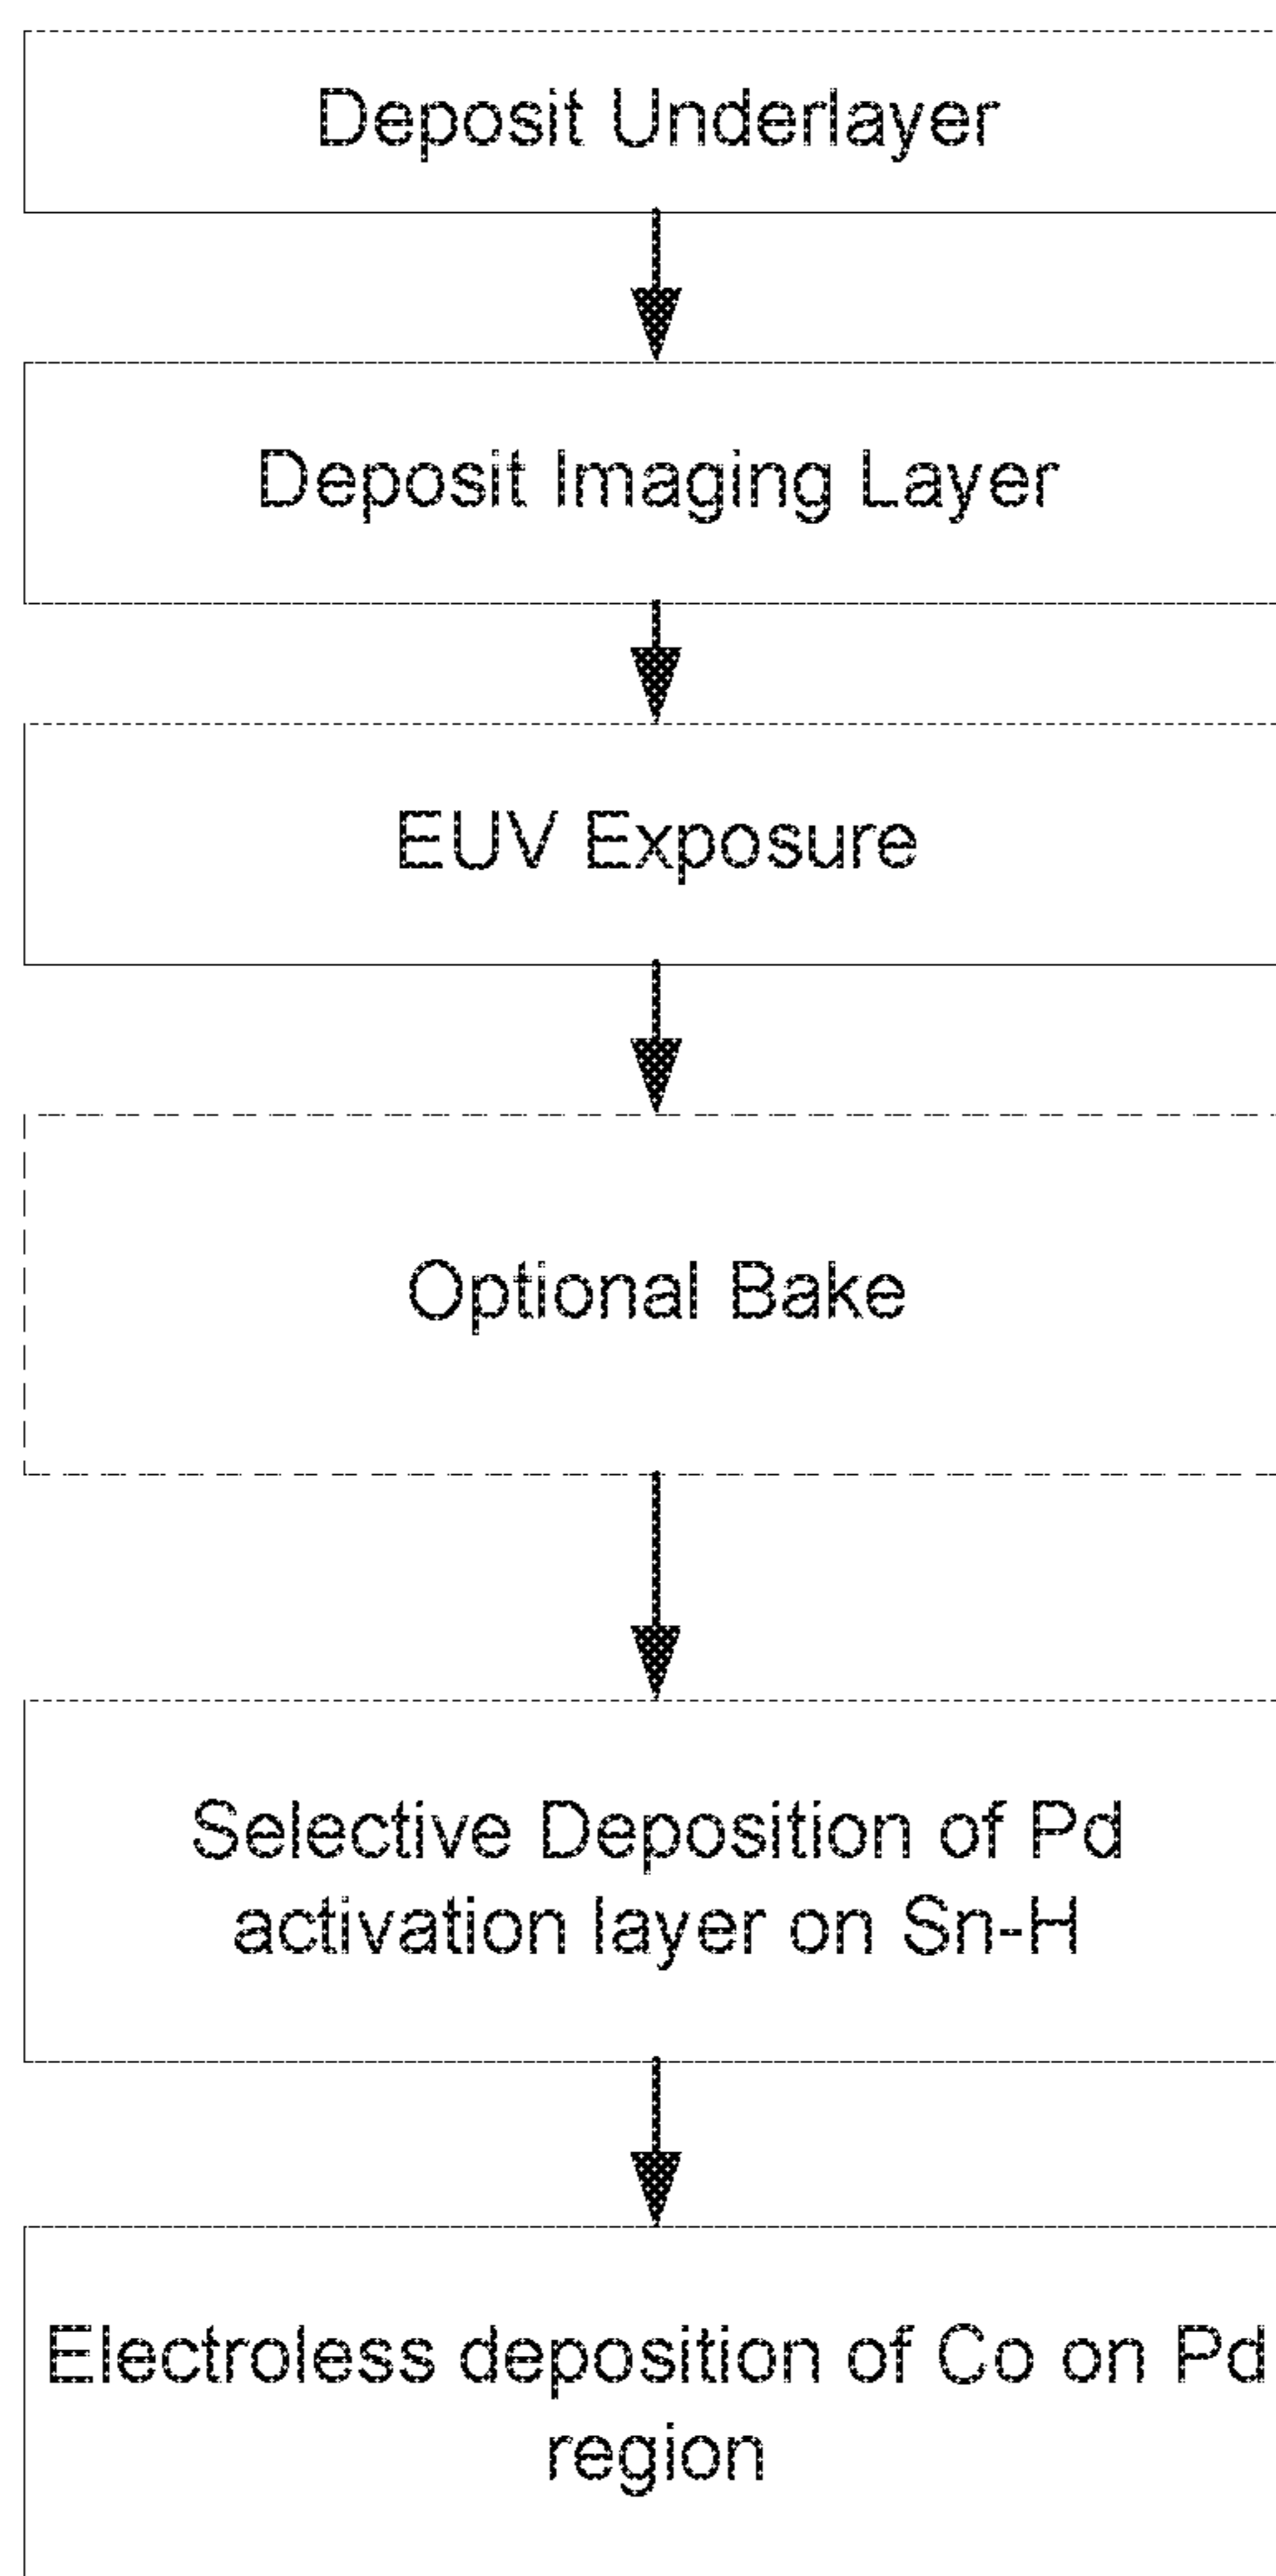 Deposit Underlayer
Deposit Imaging Layer
EUV Exposure
Optional Bake
Selective Deposition of Pd
activation layer on Sn-H
Electroless deposition of Co on Pd
region